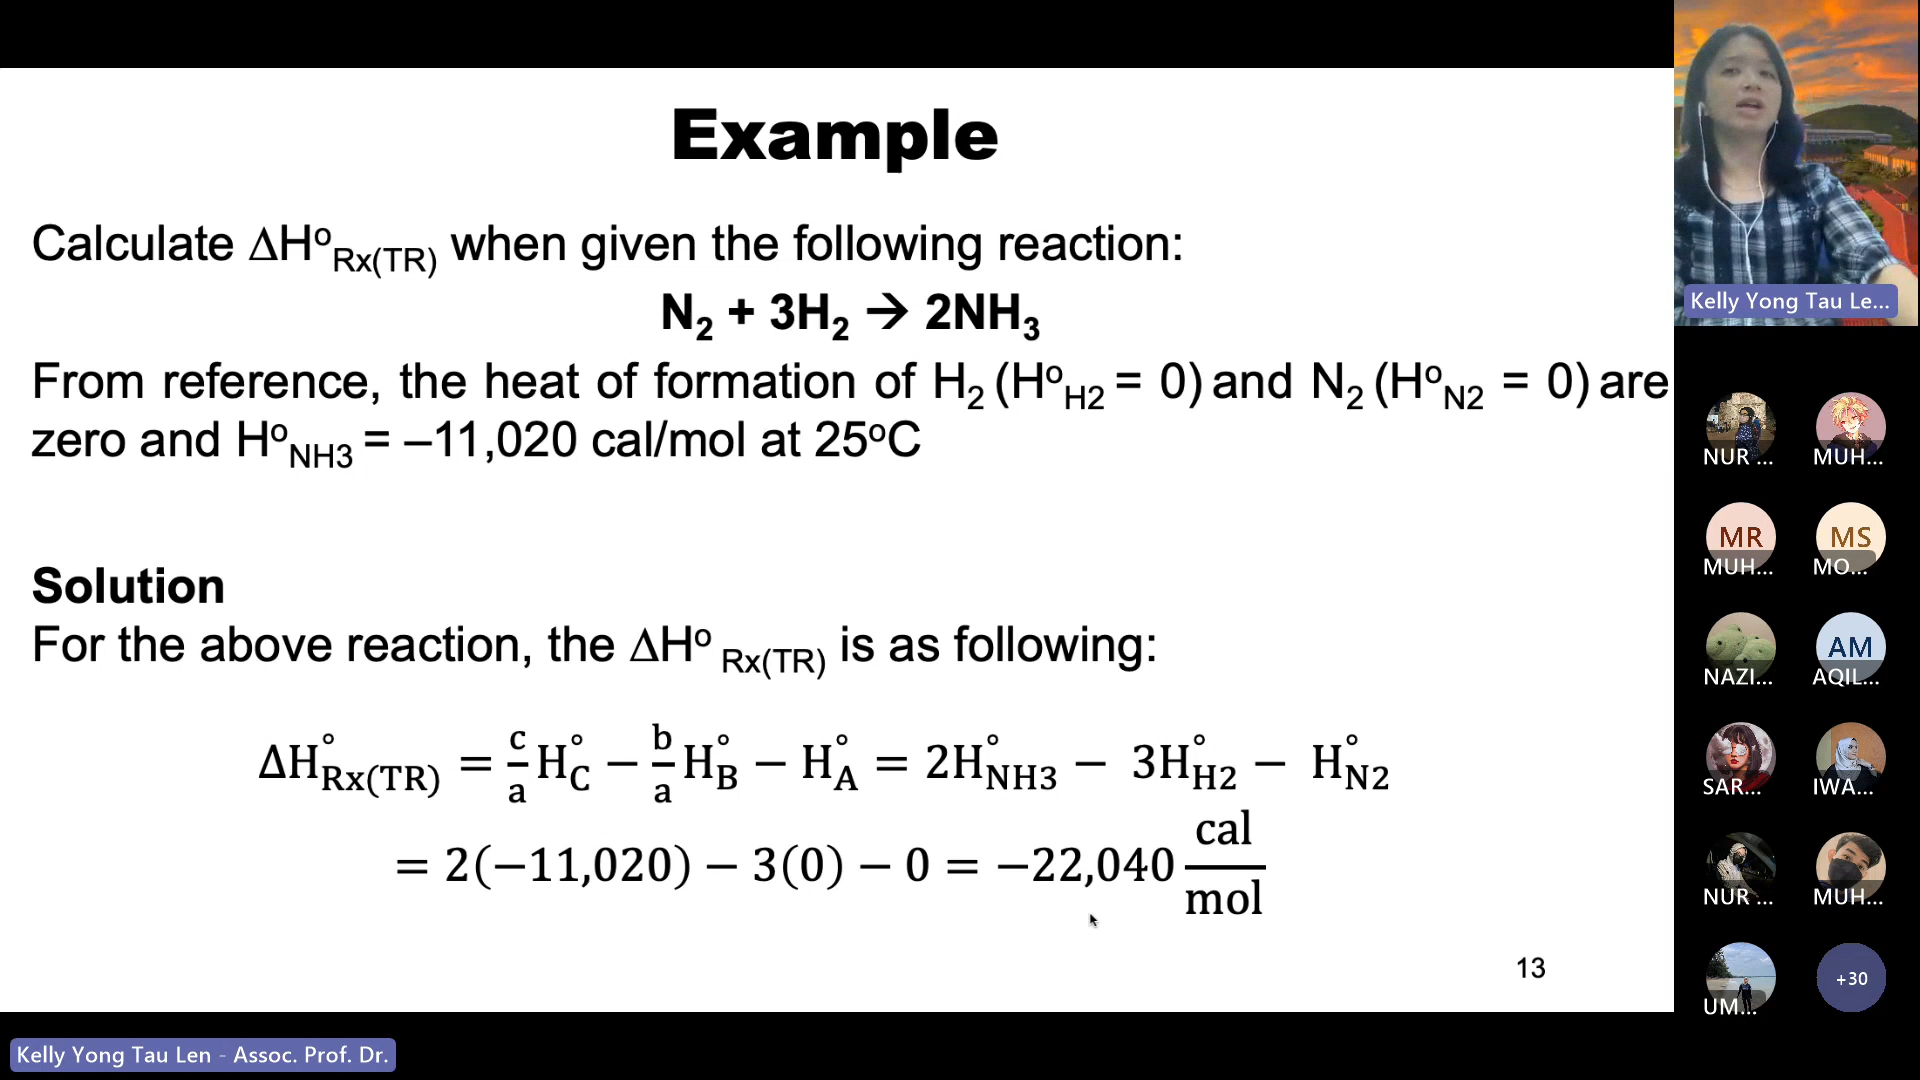 Example
Calculate ΔH°Rx(TR) when given the following reaction:
N2 + 3H2 → 2NH3
From reference, the heat of formation of H2 (H°H2 = 0) and N2 (H°N2 = 0) are
zero and H°NH3 = –11,020 cal/mol at 25°C
Solution
For the above reaction, the ΔH° Rx(TR) is as following:
ΔH°Rx(TR) = c/a H°C − b/a H°B − H°A = 2H°NH3 − 3H°H2 − H°N2
= 2(−11,020) − 3(0) − 0 = −22,040 cal/mol
13
Kelly Yong Tau Le...
NUR ...
MUH...
MR
MUH...
MS
MO...
NAZI...
AM
AQIL...
SAR...
IWA...
NUR ...
MUH...
UM...
+30
Kelly Yong Tau Len - Assoc. Prof. Dr.